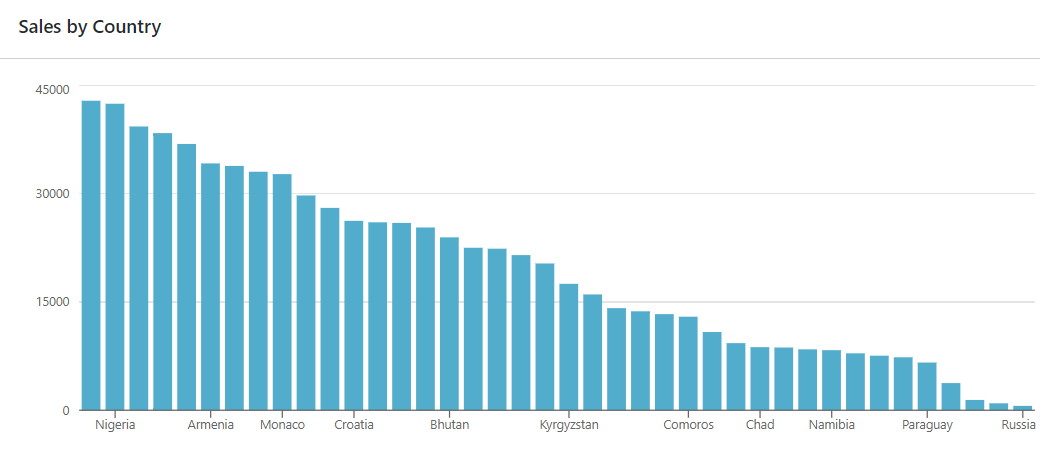 Sales by Country
45000
30000
15000
0
Nigeria Armenia Monaco Croatia Bhutan Kyrgyzstan Comoros Chad Namibia Paraguay Russia